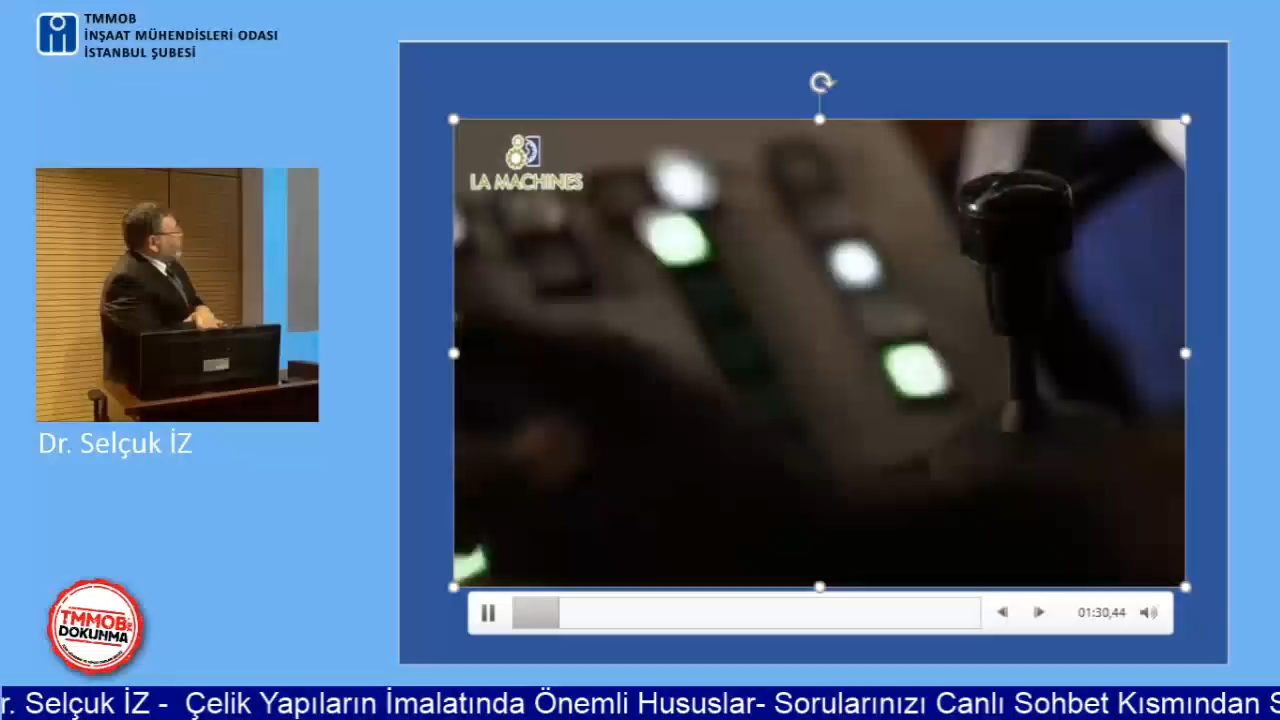 TMMOB
İNŞAAT MÜHENDİSLERİ ODASI
İSTANBUL ŞUBESİ
LA MACHINES
Dr. Selçuk İZ
01:30,44
TMMOB'a
DOKUNMA
r. Selçuk İZ - Çelik Yapıların İmalatında Önemli Hususlar- Sorularınızı Canlı Sohbet Kısmından S